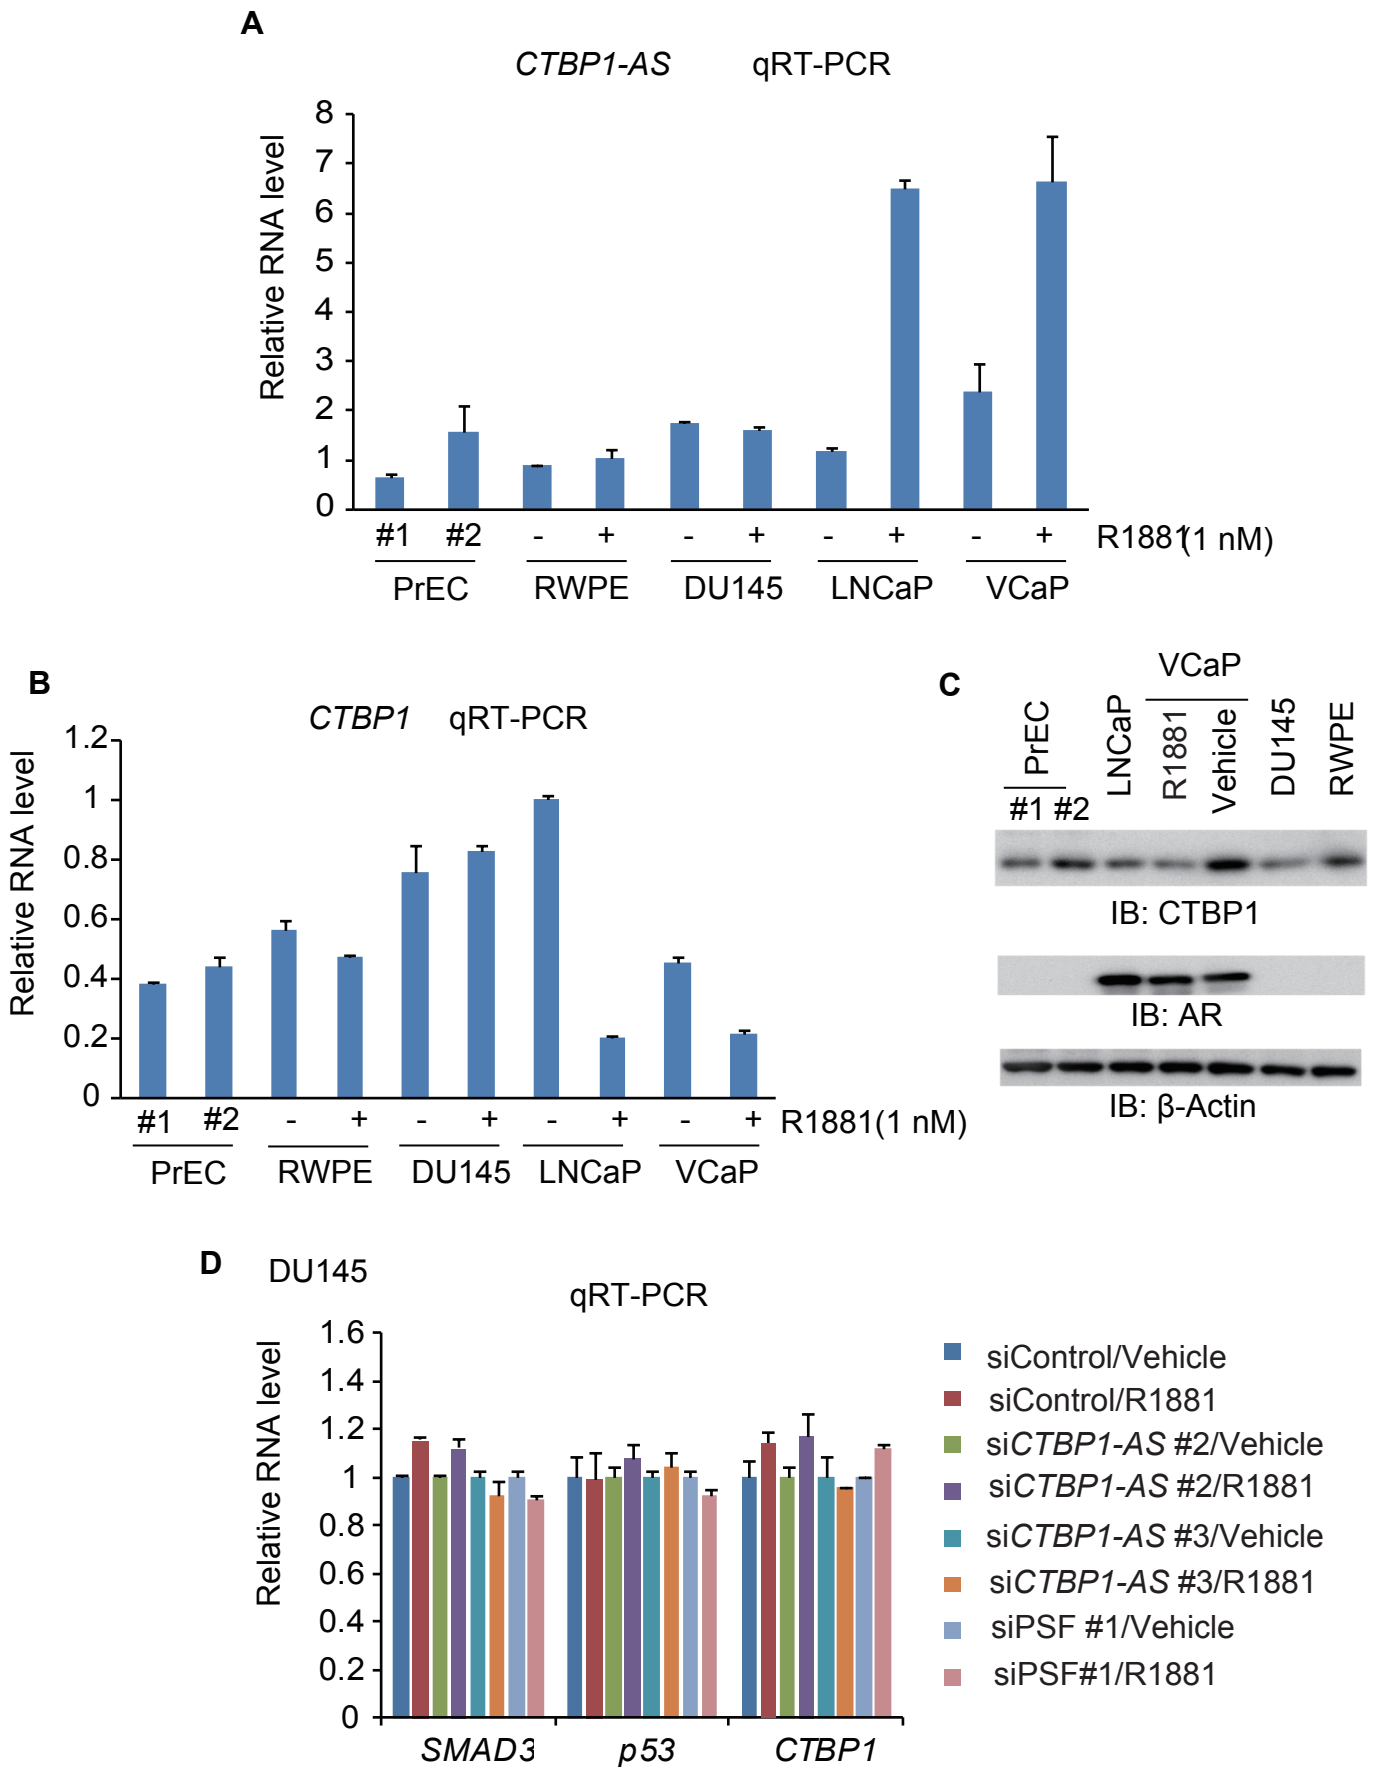 A
CTBP1-AS qRT-PCR
Relative RNA level
8
7
6
5
4
3
2
1
0
#1 #2 - + - + - + - + R1881(1 nM)
PrEC RWPE DU145 LNCaP VCaP
B
CTBP1 qRT-PCR
Relative RNA level
1.2
1
0.8
0.6
0.4
0.2
0
#1 #2 - + - + - + - + R1881(1 nM)
PrEC RWPE DU145 LNCaP VCaP
C
VCaP
PrEC LNCaP R1881 Vehicle DU145 RWPE
#1 #2
IB: CTBP1
IB: AR
IB: β-Actin
D
DU145
qRT-PCR
Relative RNA level
1.6
1.4
1.2
1
0.8
0.6
0.4
0.2
0
SMAD3 p53 CTBP1
siControl/Vehicle
siControl/R1881
siCTBP1-AS #2/Vehicle
siCTBP1-AS #2/R1881
siCTBP1-AS #3/Vehicle
siCTBP1-AS #3/R1881
siPSF #1/Vehicle
siPSF#1/R1881